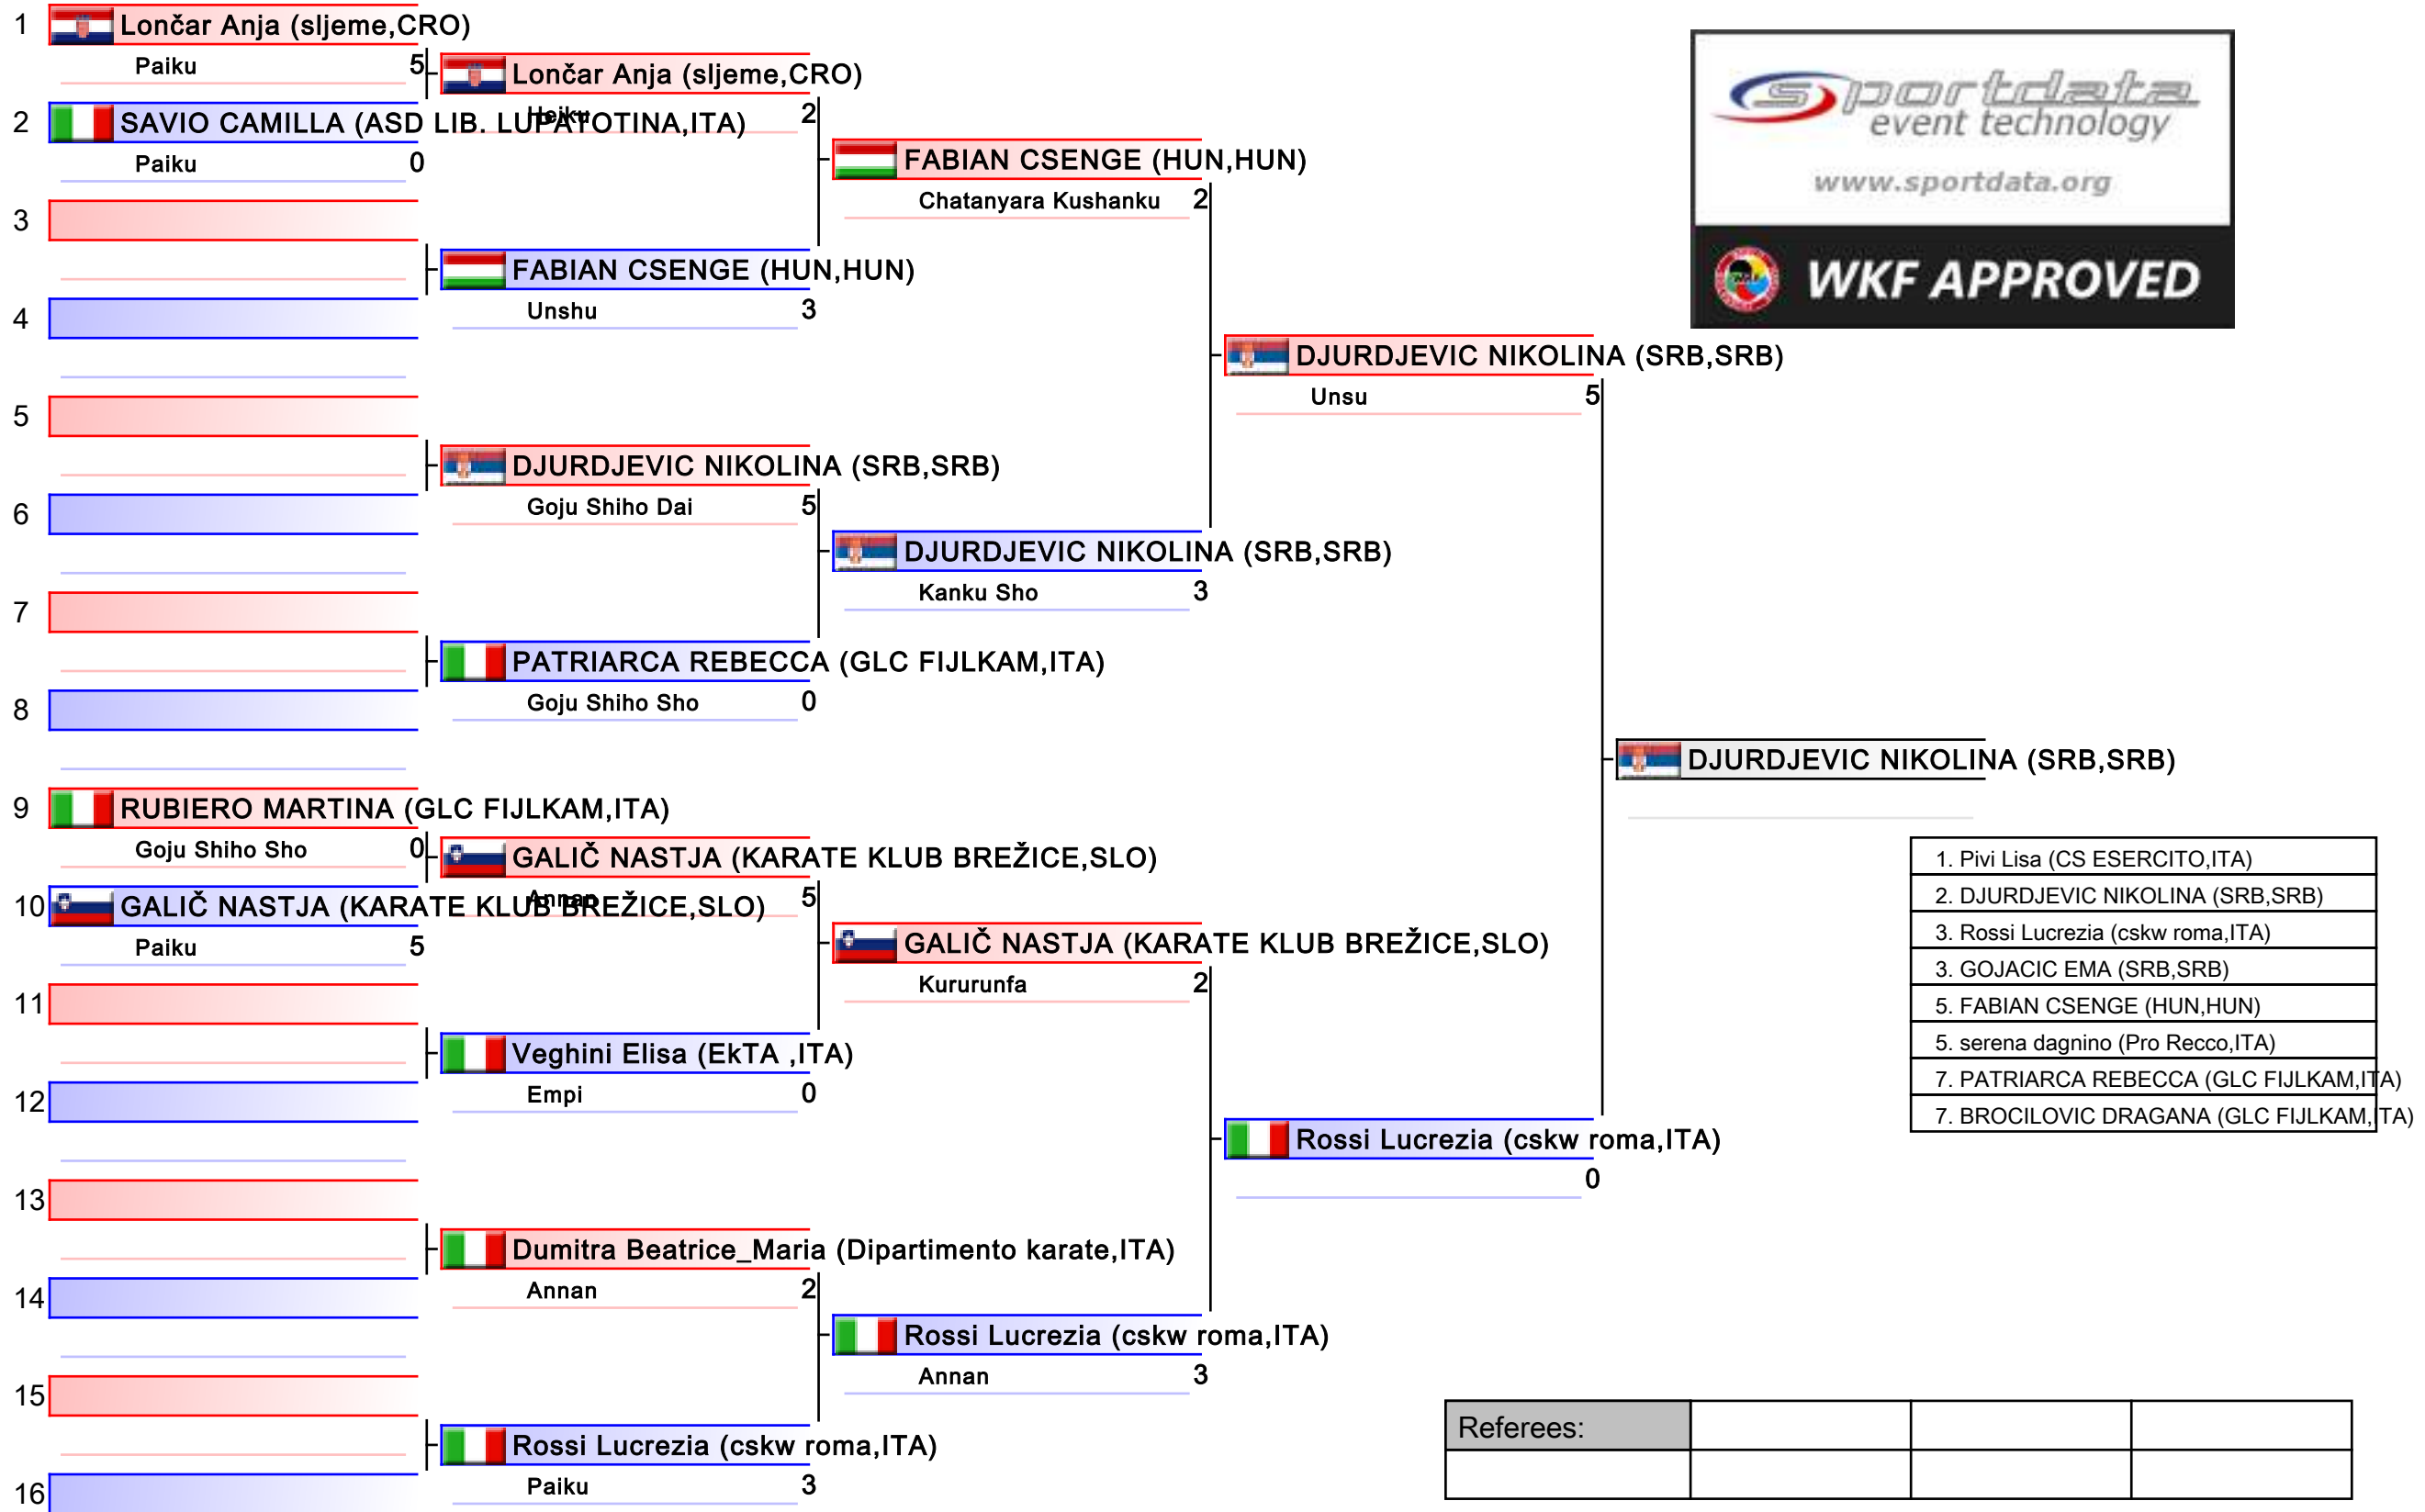 1
Lončar Anja (sljeme,CRO)
Paiku
5
2
SAVIO CAMILLA (ASD LIB. LUPATOTINA,ITA)
Paiku
0
3
4
5
6
7
8
9
RUBIERO MARTINA (GLC FIJLKAM,ITA)
Goju Shiho Sho
0
10
GALIČ NASTJA (KARATE KLUB BREŽICE,SLO)
Paiku
5
11
12
13
14
15
16
Lončar Anja (sljeme,CRO)
Heiku
2
FABIAN CSENGE (HUN,HUN)
Unshu
3
DJURDJEVIC NIKOLINA (SRB,SRB)
Goju Shiho Dai
5
PATRIARCA REBECCA (GLC FIJLKAM,ITA)
Goju Shiho Sho
0
GALIČ NASTJA (KARATE KLUB BREŽICE,SLO)
Annan
5
Veghini Elisa (EkTA ,ITA)
Empi
0
Dumitra Beatrice_Maria (Dipartimento karate,ITA)
Annan
2
Rossi Lucrezia (cskw roma,ITA)
Paiku
3
FABIAN CSENGE (HUN,HUN)
Chatanyara Kushanku
2
DJURDJEVIC NIKOLINA (SRB,SRB)
Kanku Sho
3
GALIČ NASTJA (KARATE KLUB BREŽICE,SLO)
Kururunfa
2
Rossi Lucrezia (cskw roma,ITA)
Annan
3
DJURDJEVIC NIKOLINA (SRB,SRB)
Unsu
5
Rossi Lucrezia (cskw roma,ITA)
0
DJURDJEVIC NIKOLINA (SRB,SRB)
sportdata
event technology
www.sportdata.org
WKF APPROVED
1. Pivi Lisa (CS ESERCITO,ITA)
2. DJURDJEVIC NIKOLINA (SRB,SRB)
3. Rossi Lucrezia (cskw roma,ITA)
3. GOJACIC EMA (SRB,SRB)
5. FABIAN CSENGE (HUN,HUN)
5. serena dagnino (Pro Recco,ITA)
7. PATRIARCA REBECCA (GLC FIJLKAM,ITA)
7. BROCILOVIC DRAGANA (GLC FIJLKAM,ITA)
Referees: